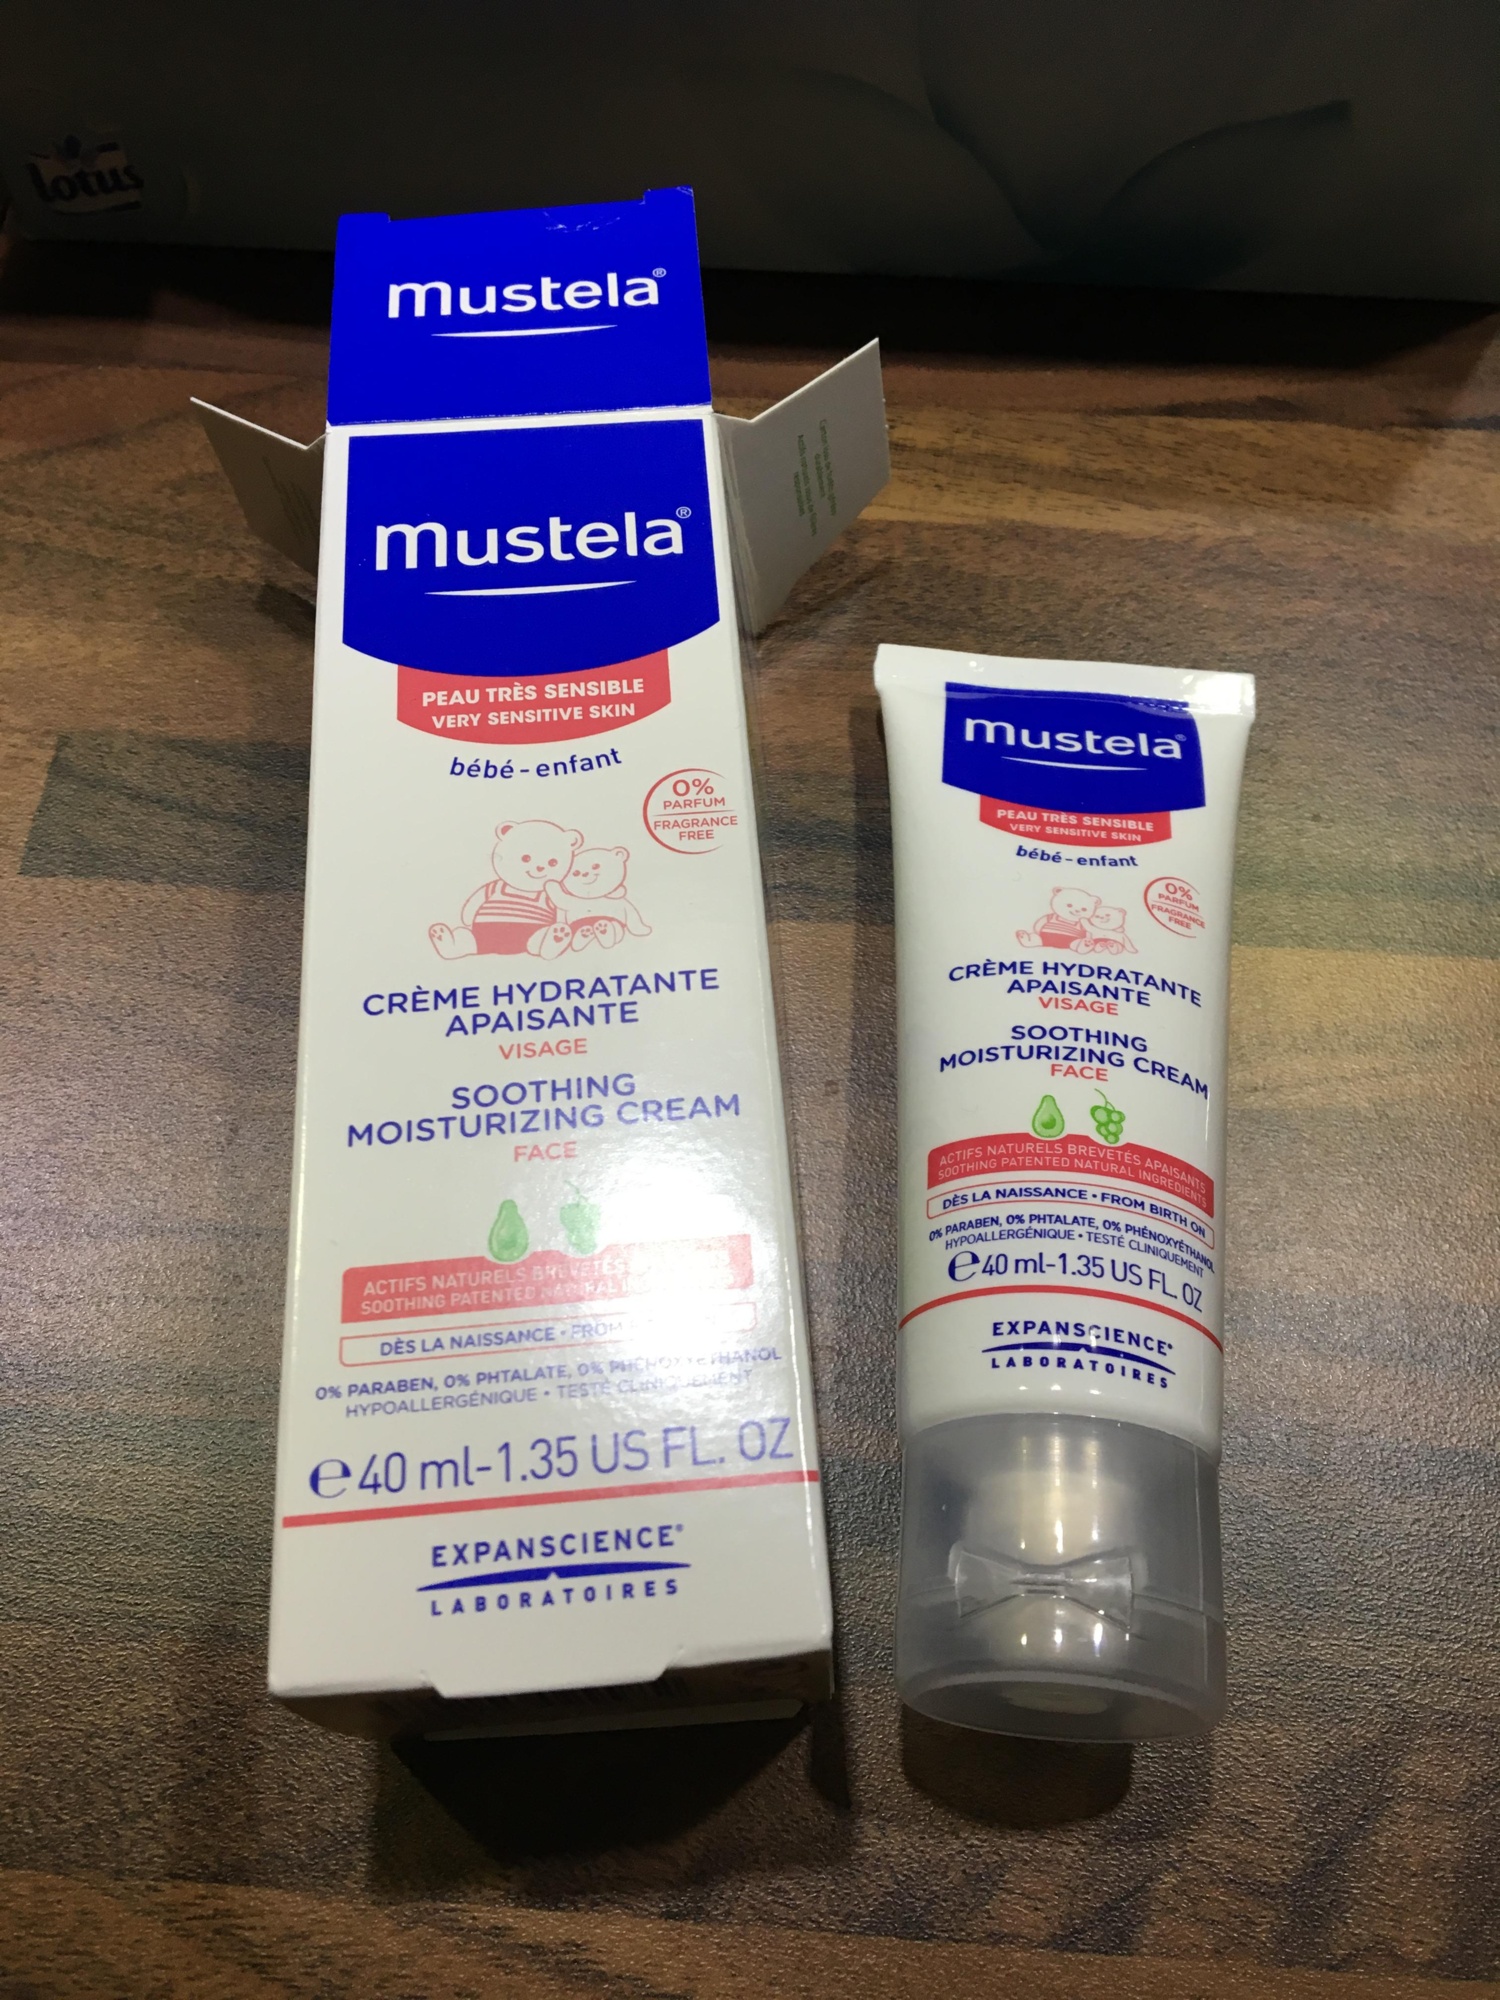 lotus
mustela®
mustela®
PEAU TRÈS SENSIBLE
VERY SENSITIVE SKIN
bébé-enfant
0%
PARFUM
FRAGRANCE
FREE
CRÈME HYDRATANTE
APAISANTE
VISAGE
SOOTHING
MOISTURIZING CREAM
FACE
ACTIFS NATURELS BREVETÉS
SOOTHING PATENTED NATURAL
DÈS LA NAISSANCE • FROM
0% PARABEN, 0% PHTALATE, 0% PHÉNOXYÉTHANOL
HYPOALLERGÉNIQUE • TESTÉ CLINIQUEMENT
e 40 ml-1.35 US FL. OZ
EXPANSCIENCE®
LABORATOIRES
mustela®
PEAU TRÈS SENSIBLE
VERY SENSITIVE SKIN
bébé-enfant
0%
PARFUM
FRAGRANCE
FREE
CRÈME HYDRATANTE
APAISANTE
VISAGE
SOOTHING
MOISTURIZING CREAM
FACE
ACTIFS NATURELS BREVETÉS APAISANTS
SOOTHING PATENTED NATURAL INGREDIENTS
DÈS LA NAISSANCE • FROM BIRTH ON
0% PARABEN, 0% PHTALATE, 0% PHÉNOXYÉTHANOL
HYPOALLERGÉNIQUE • TESTÉ CLINIQUEMENT
e 40 ml-1.35 US FL. OZ
EXPANSCIENCE®
LABORATOIRES